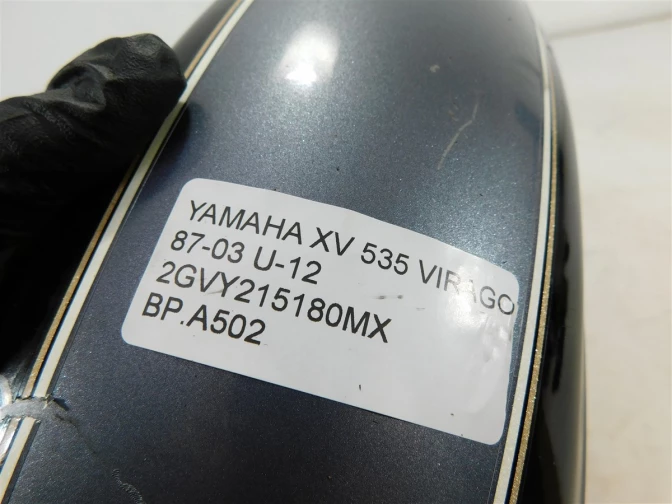 YAMAHA XV 535 VIRAGO
87-03 U-12
2GVY215180MX
BP.A502